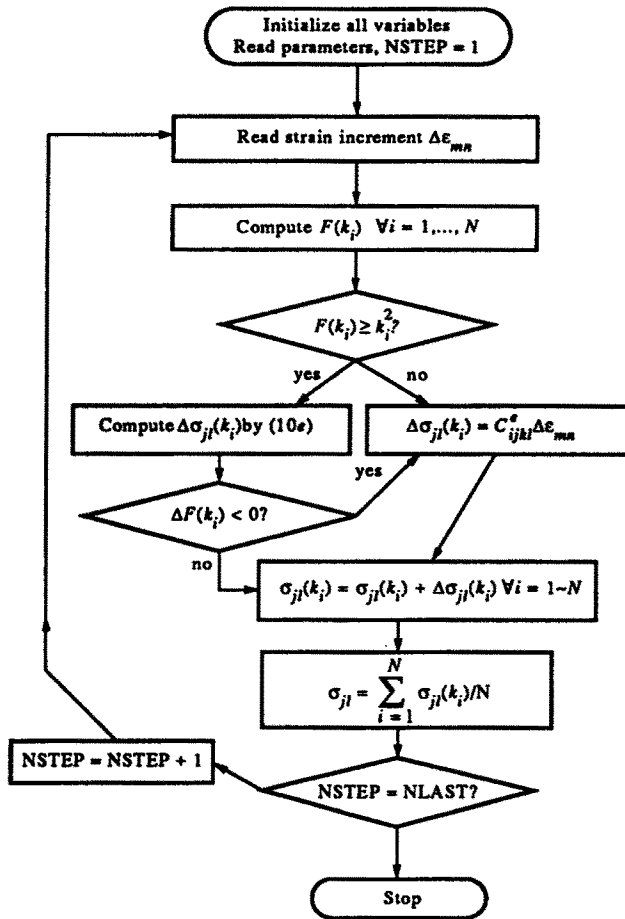 Initialize all variables
Read parameters, NSTEP = 1
Read strain increment Δε_mn
Compute F(k_i) ∀i = 1,..., N
F(k_i) ≥ k_i^2?
yes
no
Compute Δσ_jl(k_i) by (10e)
Δσ_jl(k_i) = C^e_ijkl Δε_mn
yes
ΔF(k_i) < 0?
no
σ_jl(k_i) = σ_jl(k_i) + Δσ_jl(k_i) ∀i = 1~N
σ_jl = ∑_{i = 1}^{N} σ_jl(k_i)/N
NSTEP = NSTEP + 1
NSTEP = NLAST?
Stop